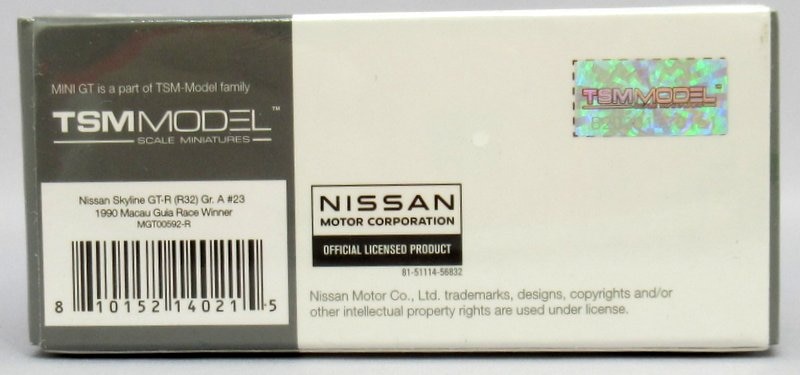 MINI GT is a part of TSM-Model family
TSMMODEL™
SCALE MINIATURES
Nissan Skyline GT-R (R32) Gr. A #23
1990 Macau Guia Race Winner
MGT00592-R
8 10152 14021 5
TSMMODEL™
NISSAN
MOTOR CORPORATION
OFFICIAL LICENSED PRODUCT
81-51114-56832
Nissan Motor Co., Ltd. trademarks, designs, copyrights and/or
other intellectual property rights are used under license.